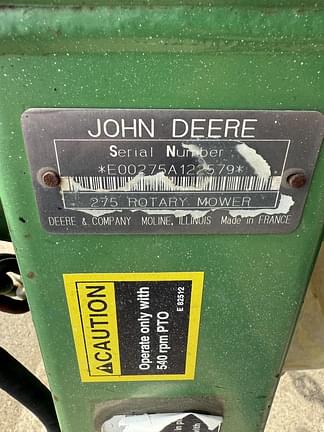 JOHN DEERE
Serial Number
*E00275A122579*
275 ROTARY MOWER
DEERE & COMPANY MOLINE, ILLINOIS Made in FRANCE
CAUTION
Operate only with
540 rpm PTO
E 82512